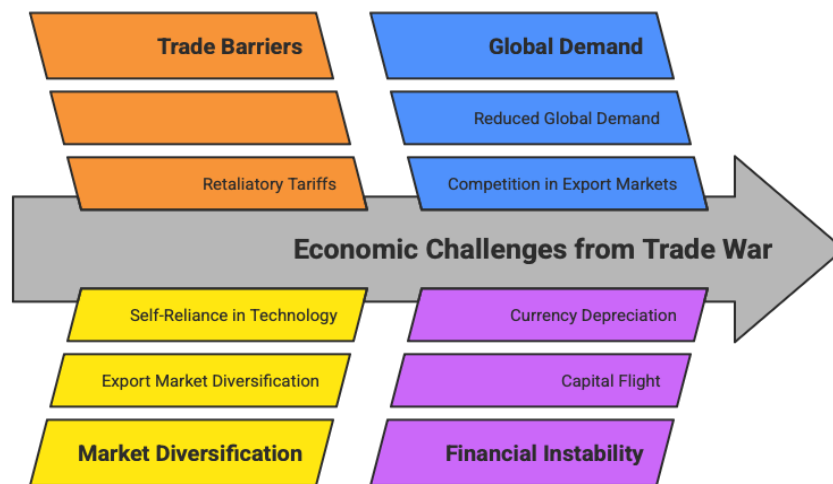 Trade Barriers
Global Demand
Reduced Global Demand
Retaliatory Tariffs
Competition in Export Markets
Economic Challenges from Trade War
Self-Reliance in Technology
Currency Depreciation
Export Market Diversification
Capital Flight
Market Diversification
Financial Instability